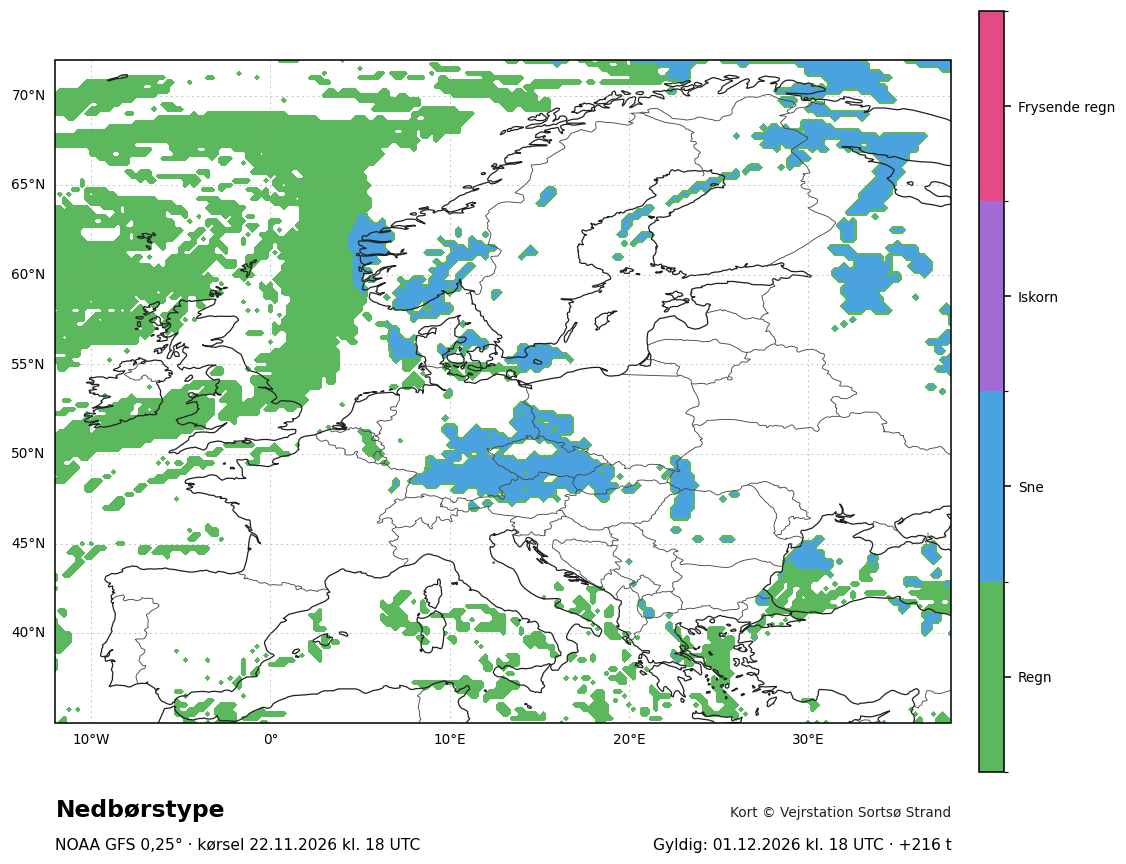 70°N
65°N
60°N
55°N
50°N
45°N
40°N
10°W
0°
10°E
20°E
30°E
Frysende regn
Iskorn
Sne
Regn
Nedbørstype
Kort © Vejrstation Sortsø Strand
NOAA GFS 0,25° · kørsel 22.11.2026 kl. 18 UTC
Gyldig: 01.12.2026 kl. 18 UTC · +216 t